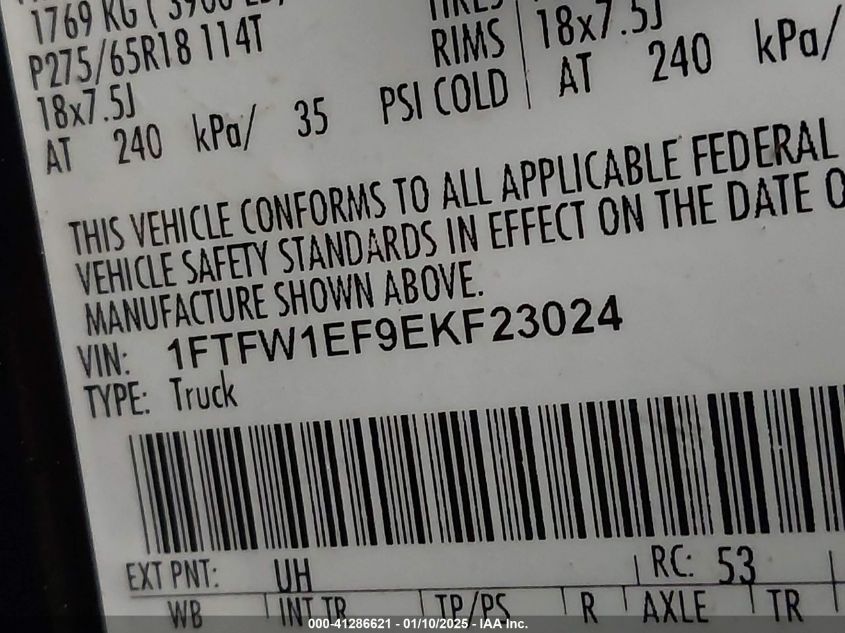 1769 KG ( 3900
P275/65R18 114T
18x7.5J
AT 240 kPa/ 35 PSI COLD
RIMS 18x7.5J
AT 240 kPa/
THIS VEHICLE CONFORMS TO ALL APPLICABLE FEDERAL
VEHICLE SAFETY STANDARDS IN EFFECT ON THE DATE O
MANUFACTURE SHOWN ABOVE.
VIN: 1FTFW1EF9EKF23024
TYPE: Truck
EXT PNT: UH RC: 53
WB INT TR TP/PS R AXLE TR
000-41286621 - 01/10/2025 - IAA Inc.